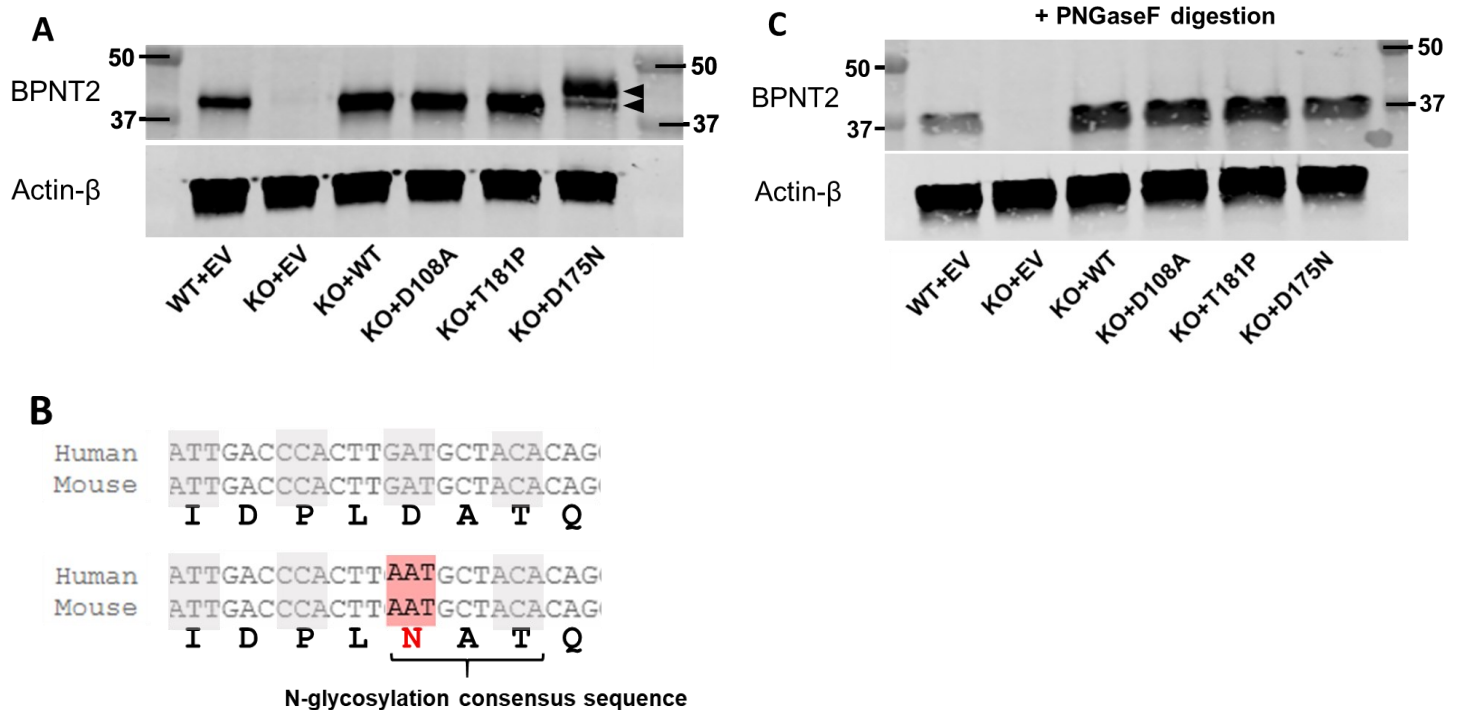 A
50
BPNT2
37
50
37
Actin-β
WT+EV
KO+EV
KO+WT
KO+D108A
KO+T181P
KO+D175N
C
+ PNGaseF digestion
50
BPNT2
37
50
37
Actin-β
WT+EV
KO+EV
KO+WT
KO+D108A
KO+T181P
KO+D175N
B
Human ATTGACCCACTTGATGCTACACAG
Mouse ATTGACCCACTTGATGCTACACAG
I D P L D A T Q
Human ATTGACCCACTTAATGCTACACAG
Mouse ATTGACCCACTTAATGCTACACAG
I D P L N A T Q
N-glycosylation consensus sequence